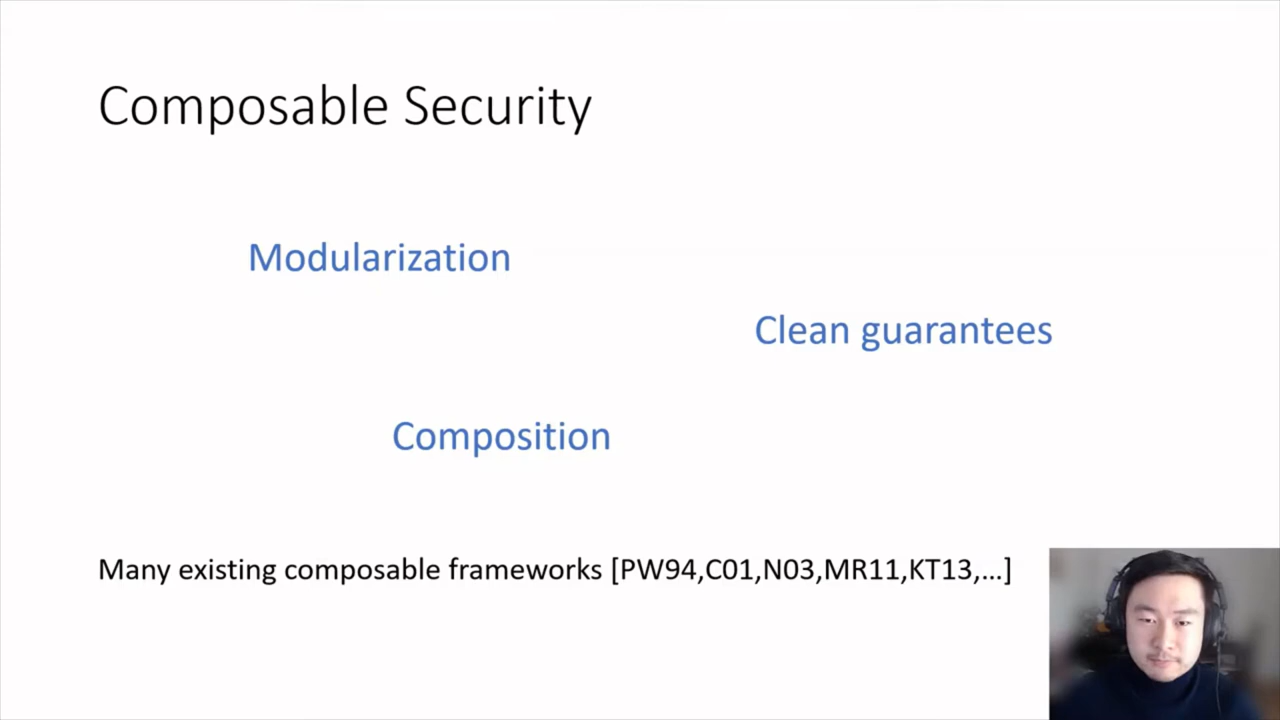 Composable Security
Modularization
Clean guarantees
Composition
Many existing composable frameworks [PW94,C01,N03,MR11,KT13,...]